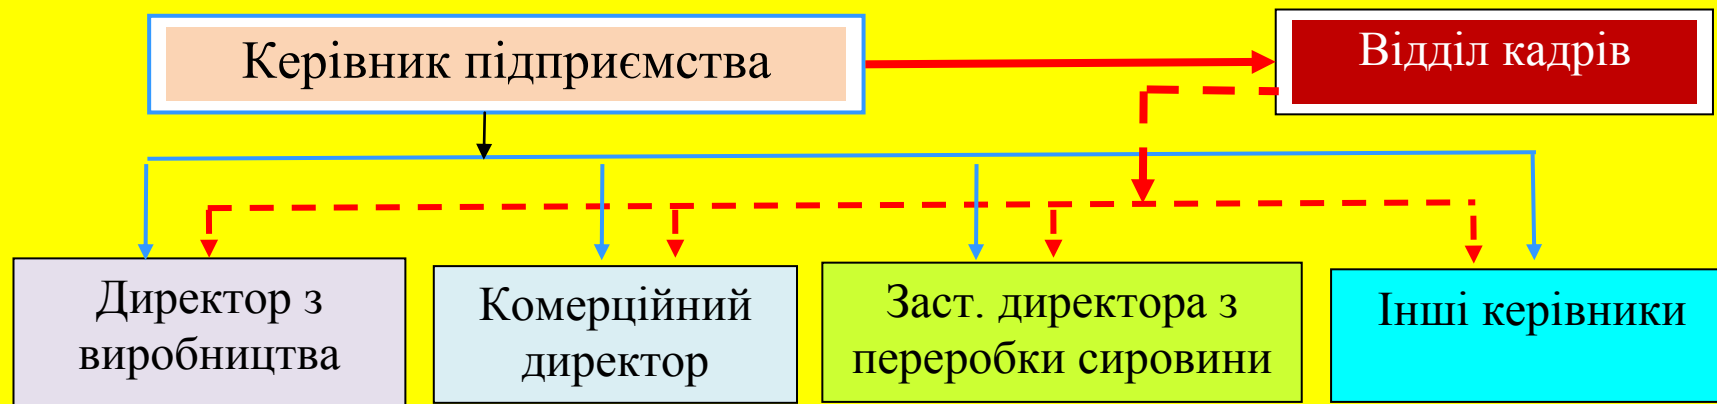 Керівник підприємства
Відділ кадрів
Директор з
виробництва
Комерційний
директор
Заст. директора з
переробки сировини
Інші керівники